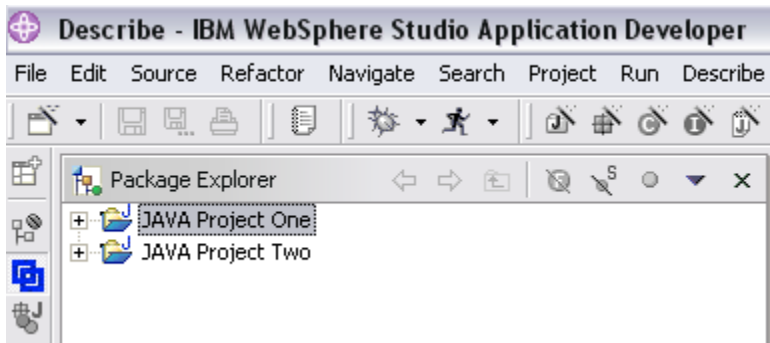 Describe - IBM WebSphere Studio Application Developer
File Edit Source Refactor Navigate Search Project Run Describe
Package Explorer
JAVA Project One
JAVA Project Two